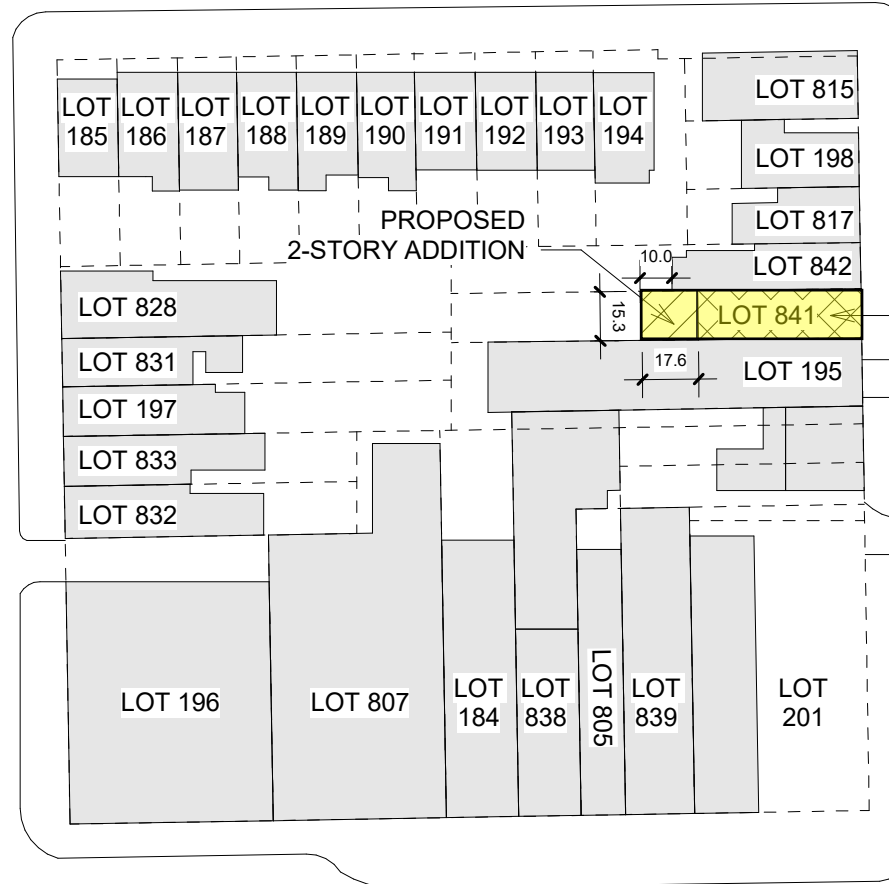 LOT 815
LOT
185
LOT
186
LOT
187
LOT
188
LOT
189
LOT
190
LOT
191
LOT
192
LOT
193
LOT
194
LOT 198
LOT 817
PROPOSED
2-STORY ADDITION
10.0
LOT 842
LOT 828
15.3
LOT 841
LOT 831
17.6
LOT 195
LOT 197
LOT 833
LOT 832
LOT 196
LOT 807
LOT
184
LOT
838
LOT 805
LOT
839
LOT
201